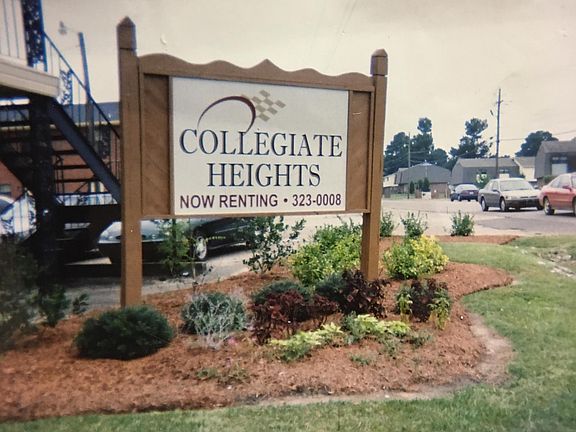 COLLEGIATE
HEIGHTS
NOW RENTING • 323-0008